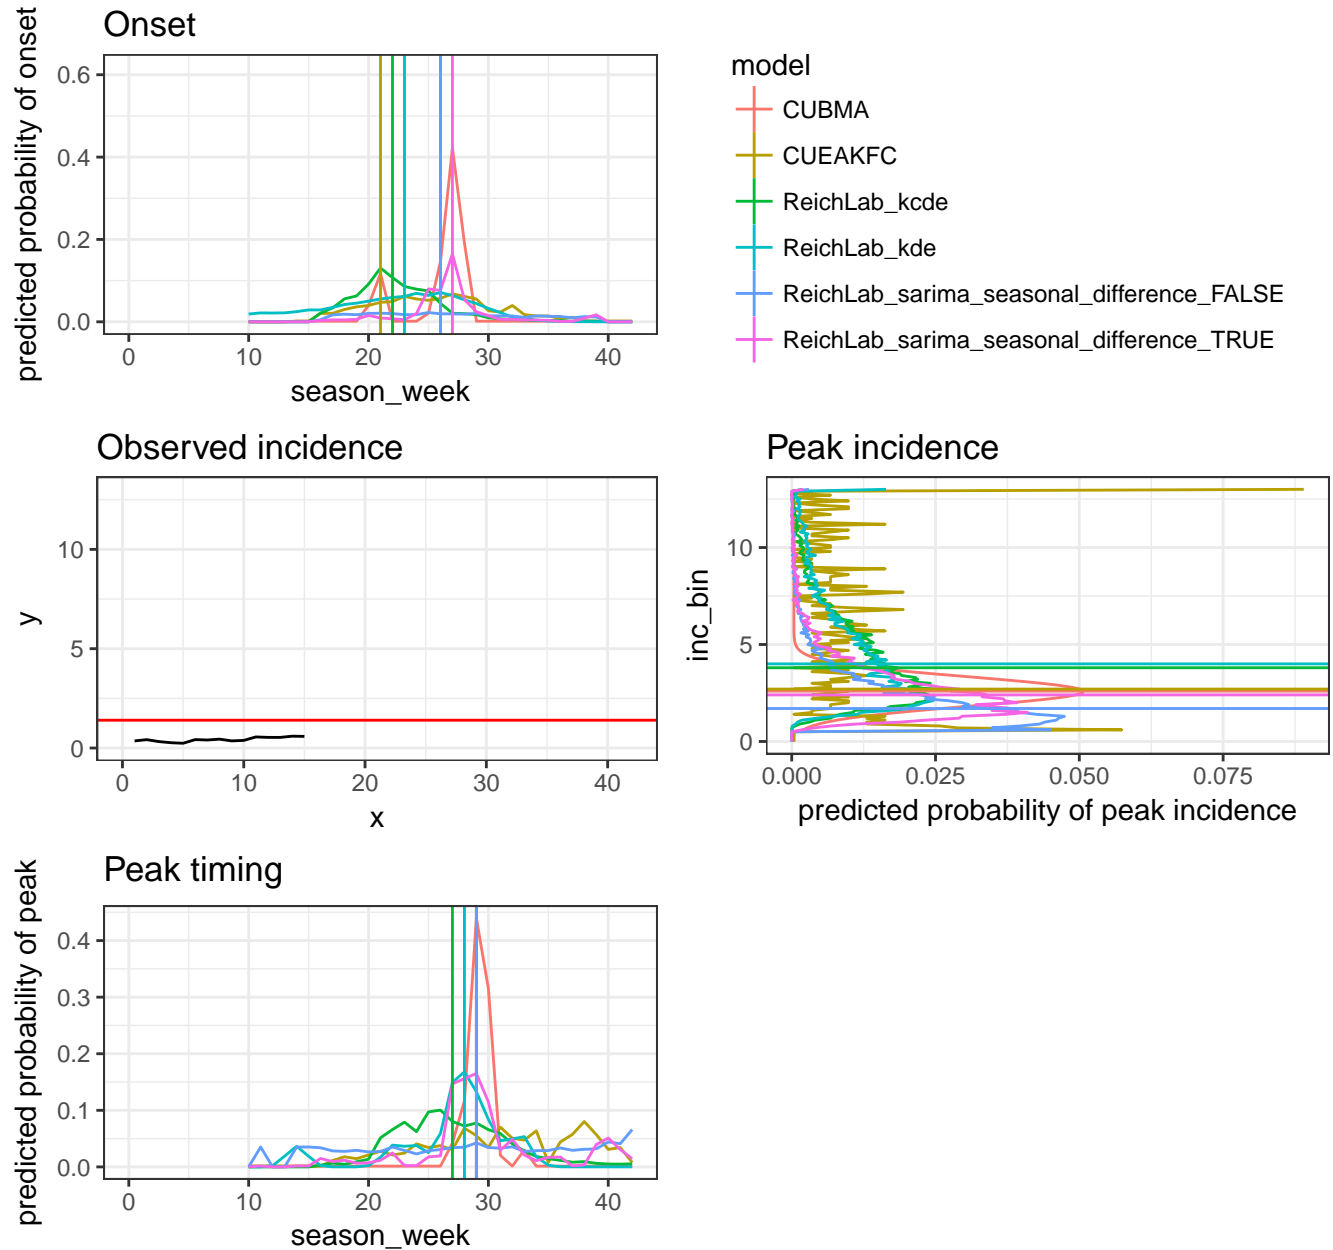 Onset
predicted probability of onset
0.6
0.4
0.2
0.0
0 10 20 30 40
season_week
model
CUBMA
CUEAKFC
ReichLab_kcde
ReichLab_kde
ReichLab_sarima_seasonal_difference_FALSE
ReichLab_sarima_seasonal_difference_TRUE
Observed incidence
y
10
5
0
0 10 20 30 40
x
Peak incidence
inc_bin
10
5
0
0.000 0.025 0.050 0.075
predicted probability of peak incidence
Peak timing
predicted probability of peak
0.4
0.3
0.2
0.1
0.0
0 10 20 30 40
season_week